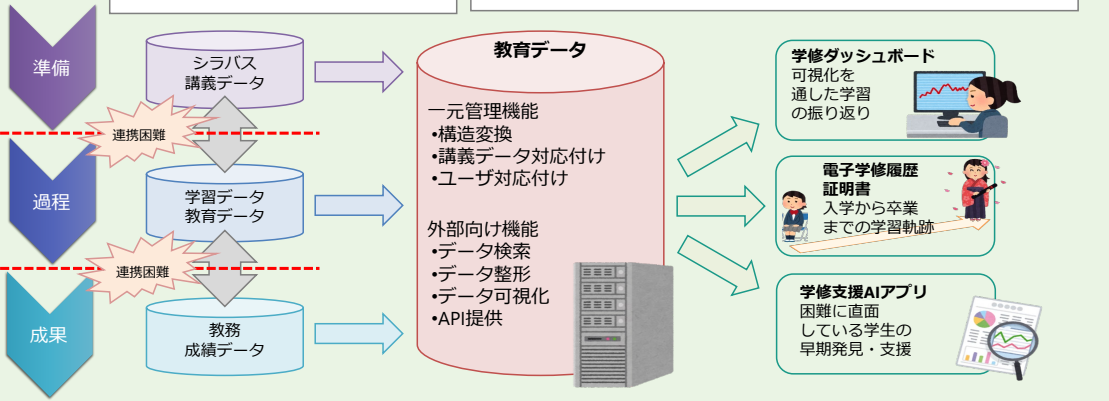 準備
連携困難
過程
連携困難
成果
シラバス
講義データ
学習データ
教育データ
教務
成績データ
教育データ
一元管理機能
•構造変換
•講義データ対応付け
•ユーザ対応付け
外部向け機能
•データ検索
•データ整形
•データ可視化
•API提供
学修ダッシュボード
可視化を
通した学習
の振り返り
電子学修履歴
証明書
入学から卒業
までの学習軌跡
学修支援AIアプリ
困難に直面
している学生の
早期発見・支援